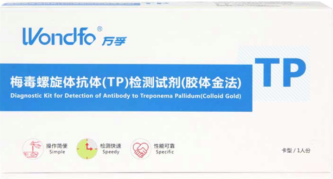 Wondfo 万孚
梅毒螺旋体抗体(TP)检测试剂(胶体金法)
Diagnostic Kit for Detection of Antibody to Treponema Pallidum(Colloid Gold)
TP
操作简便
Simple
检测快速
Speedy
性能可靠
Specific
卡型/1人份